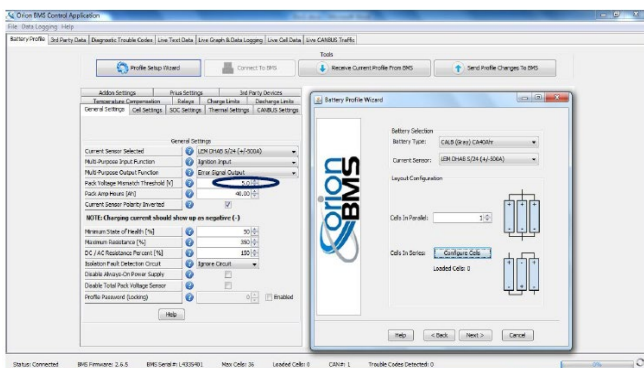 Orion BMS Control Application
File Data Logging Help
Battery Profile 3rd Party Data Diagnostic Trouble Codes Live Text Data Live Graph & Data Logging Live Cell Data Live CANBUS Traffic
Tools
Profile Setup Wizard Connect To BMS Receive Current Profile From BMS Send Profile Changes To BMS
Addon Settings Prius Settings 3rd Party Devices
Temperature Compensation Relays Charge Limits Discharge Limits
General Settings Cell Settings SOC Settings Thermal Settings CANBUS Settings
General Settings
Current Sensor Selected LEM DHAB S/24 (+/-500A)
Multi-Purpose Input Function Ignition Input
Multi-Purpose Output Function Error Signal Output
Pack Voltage Mismatch Threshold [V] 5.0
Pack Amp Hours [Ah] 40.00
Current Sensor Polarity Inverted
NOTE: Charging current should show up as negative (-)
Minimum State of Health [%] 50
Maximum Resistance [%] 350
DC / AC Resistance Percent [%] 150
Isolation Fault Detection Circuit Ignore Circuit
Disable Always-On Power Supply
Disable Total Pack Voltage Sensor
Profile Password (Locking) 0 Enabled
Help
Battery Profile Wizard
Orion BMS
Battery Selection
Battery Type: CALB (Gray) CA40Ah
Current Sensor: LEM DHAB S/24 (+/-500A)
Layout Configuration
Cells In Parallel: 1
Cells In Series: Configure Cells
Loaded Cells: 0
Help < Back Next > Cancel
Status: Connected BMS Firmware: 2.6.5 BMS Serial #: L4335401 Max Cells: 36 Loaded Cells: 0 CAN#: 1 Trouble Codes Detected: 0